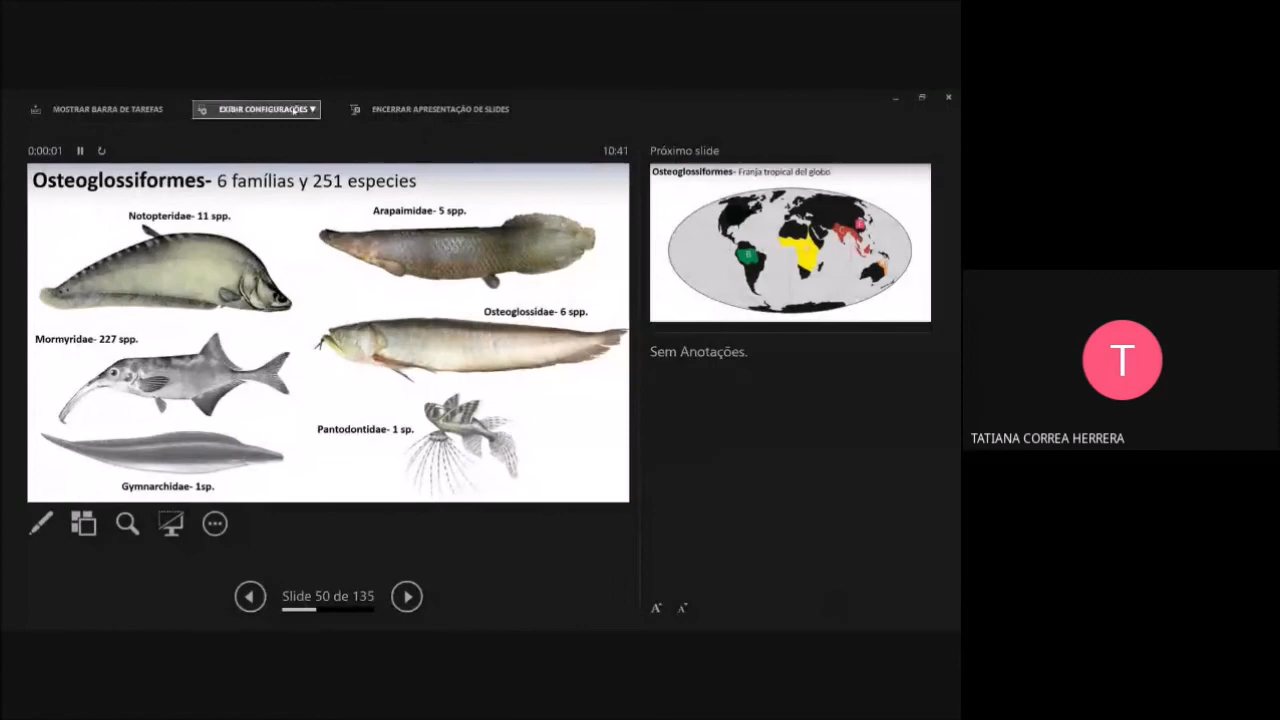 MOSTRAR BARRA DE TAREFAS
EXIBIR CONFIGURAÇÕES ▼
ENCERRAR APRESENTAÇÃO DE SLIDES
0:00:01
10:41
Osteoglossiformes- 6 famílias y 251 especies
Notopteridae- 11 spp.
Arapaimidae- 5 spp.
Osteoglossidae- 6 spp.
Mormyridae- 227 spp.
Pantodontidae- 1 sp.
Gymnarchidae- 1sp.
Slide 50 de 135
Próximo slide
Osteoglossiformes- Franja tropical del globo
B
Sem Anotações.
A
A
T
TATIANA CORREA HERRERA